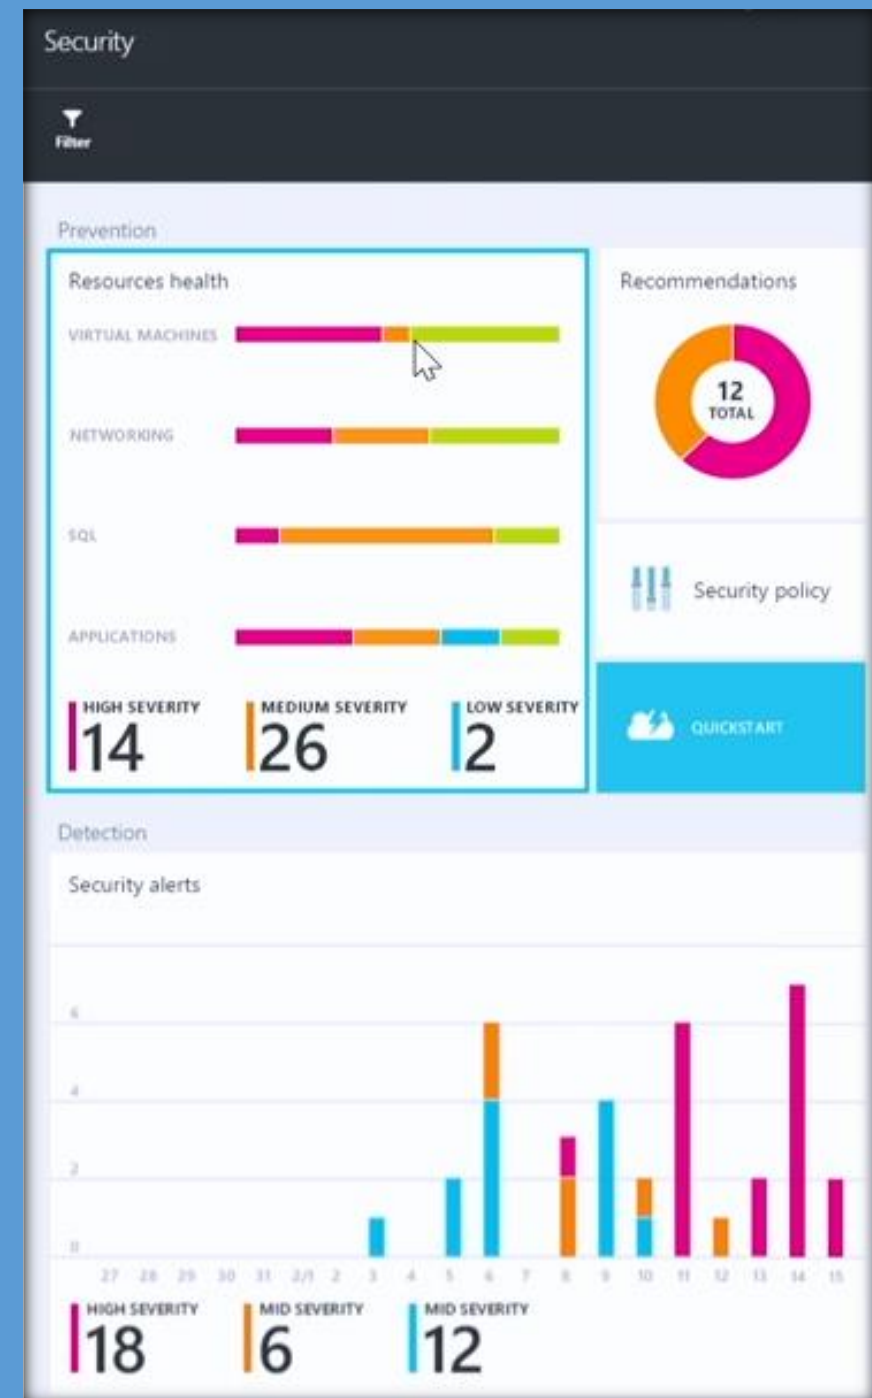 Security
Filter
Prevention
Resources health
VIRTUAL MACHINES
NETWORKING
SQL
APPLICATIONS
HIGH SEVERITY
14
MEDIUM SEVERITY
26
LOW SEVERITY
2
Recommendations
12
TOTAL
Security policy
QUICKSTART
Detection
Security alerts
6
4
2
0
27 28 29 30 31 2/1 2 3 4 5 6 7 8 9 10 11 12 13 14 15
HIGH SEVERITY
18
MID SEVERITY
6
MID SEVERITY
12